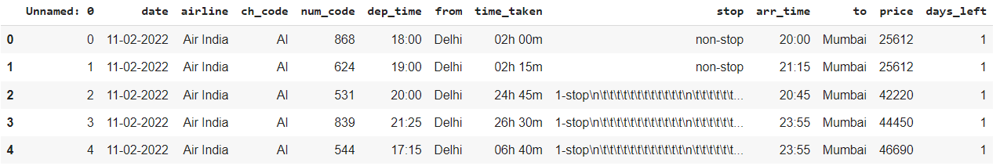 Unnamed: 0 date airline ch_code num_code dep_time from time_taken stop arr_time to price days_left
0 0 11-02-2022 Air India AI 868 18:00 Delhi 02h 00m non-stop 20:00 Mumbai 25612 1
1 1 11-02-2022 Air India AI 624 19:00 Delhi 02h 15m non-stop 21:15 Mumbai 25612 1
2 2 11-02-2022 Air India AI 531 20:00 Delhi 24h 45m 1-stop\n\t\t\t\t\t\t\t\t\t\t\t\t\n\t\t\t\t\t\t... 20:45 Mumbai 42220 1
3 3 11-02-2022 Air India AI 839 21:25 Delhi 26h 30m 1-stop\n\t\t\t\t\t\t\t\t\t\t\t\t\n\t\t\t\t\t\t... 23:55 Mumbai 44450 1
4 4 11-02-2022 Air India AI 544 17:15 Delhi 06h 40m 1-stop\n\t\t\t\t\t\t\t\t\t\t\t\t\n\t\t\t\t\t\t... 23:55 Mumbai 46690 1